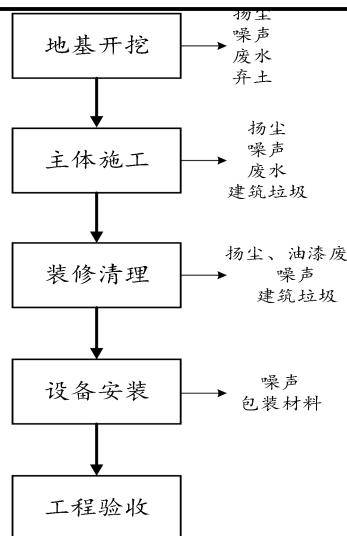 地基开挖
扬尘
噪声
废水
弃土
主体施工
扬尘
噪声
废水
建筑垃圾
装修清理
扬尘、油漆废
噪声
建筑垃圾
设备安装
噪声
包装材料
工程验收